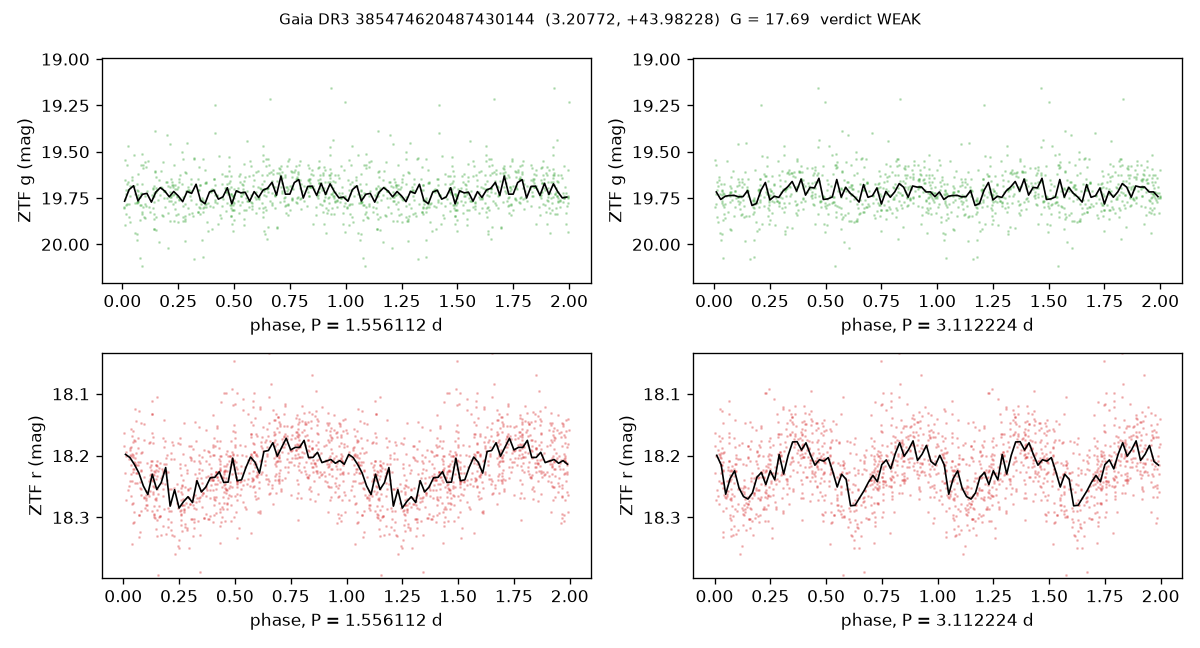 Gaia DR3 385474620487430144  (3.20772, +43.98228)  G = 17.69  verdict WEAK
19.00
19.25
19.50
19.75
20.00
ZTF g (mag)
0.00 0.25 0.50 0.75 1.00 1.25 1.50 1.75 2.00
phase, P = 1.556112 d
19.00
19.25
19.50
19.75
20.00
ZTF g (mag)
0.00 0.25 0.50 0.75 1.00 1.25 1.50 1.75 2.00
phase, P = 3.112224 d
18.1
18.2
18.3
ZTF r (mag)
0.00 0.25 0.50 0.75 1.00 1.25 1.50 1.75 2.00
phase, P = 1.556112 d
18.1
18.2
18.3
ZTF r (mag)
0.00 0.25 0.50 0.75 1.00 1.25 1.50 1.75 2.00
phase, P = 3.112224 d